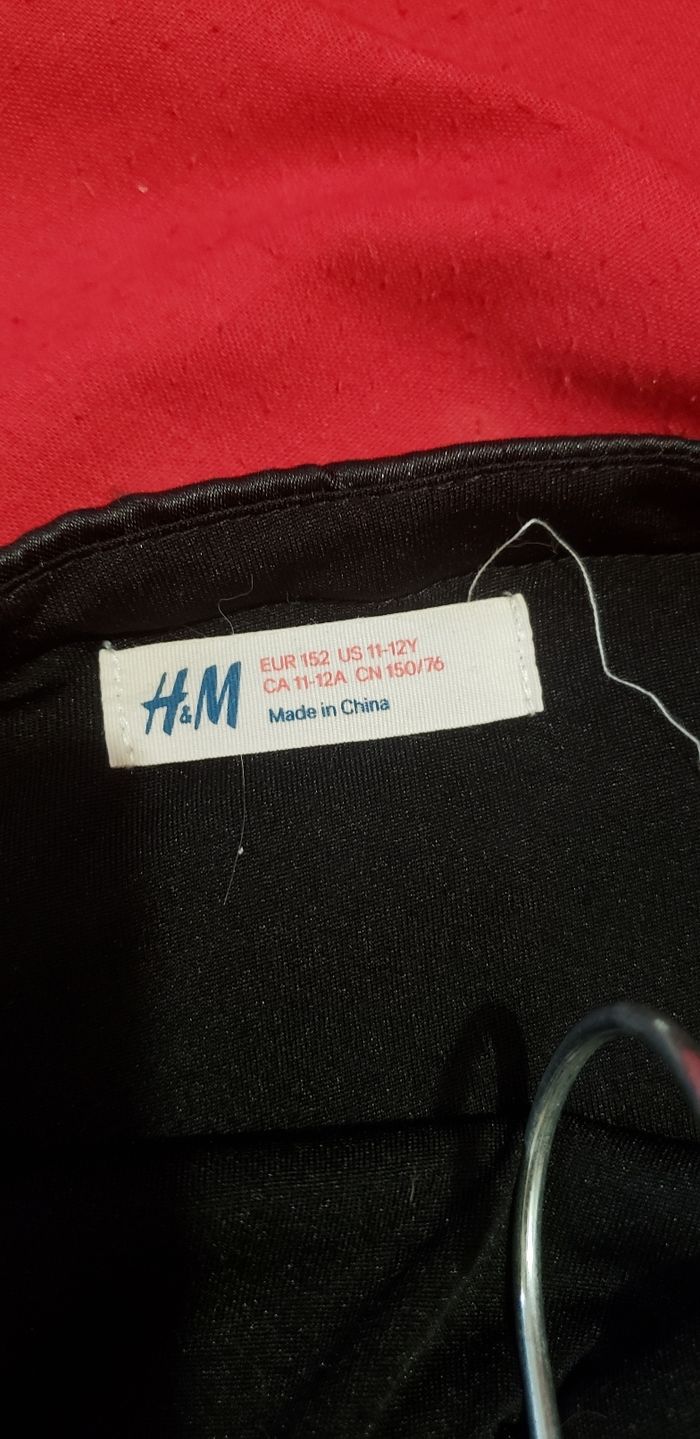 H&M
EUR 152 US 11-12Y
CA 11-12A CN 150/76
Made in China